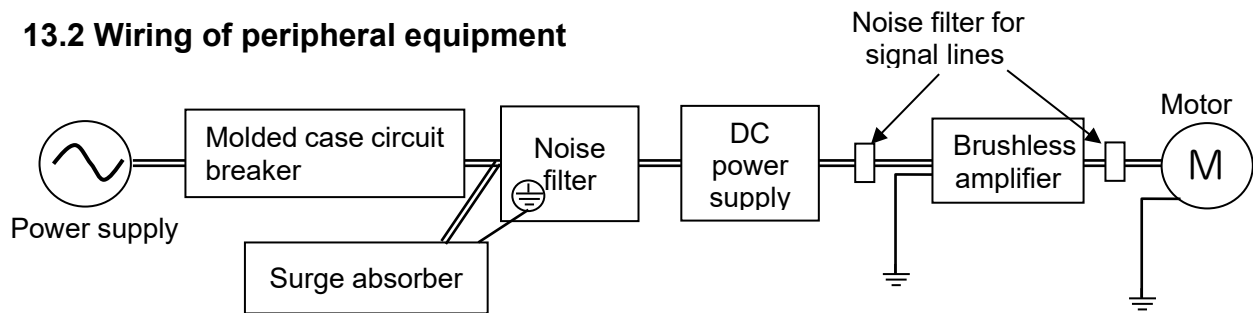 13.2 Wiring of peripheral equipment
Noise filter for
signal lines
Motor
Molded case circuit
breaker
Noise
filter
DC
power
supply
Brushless
amplifier
M
Power supply
Surge absorber